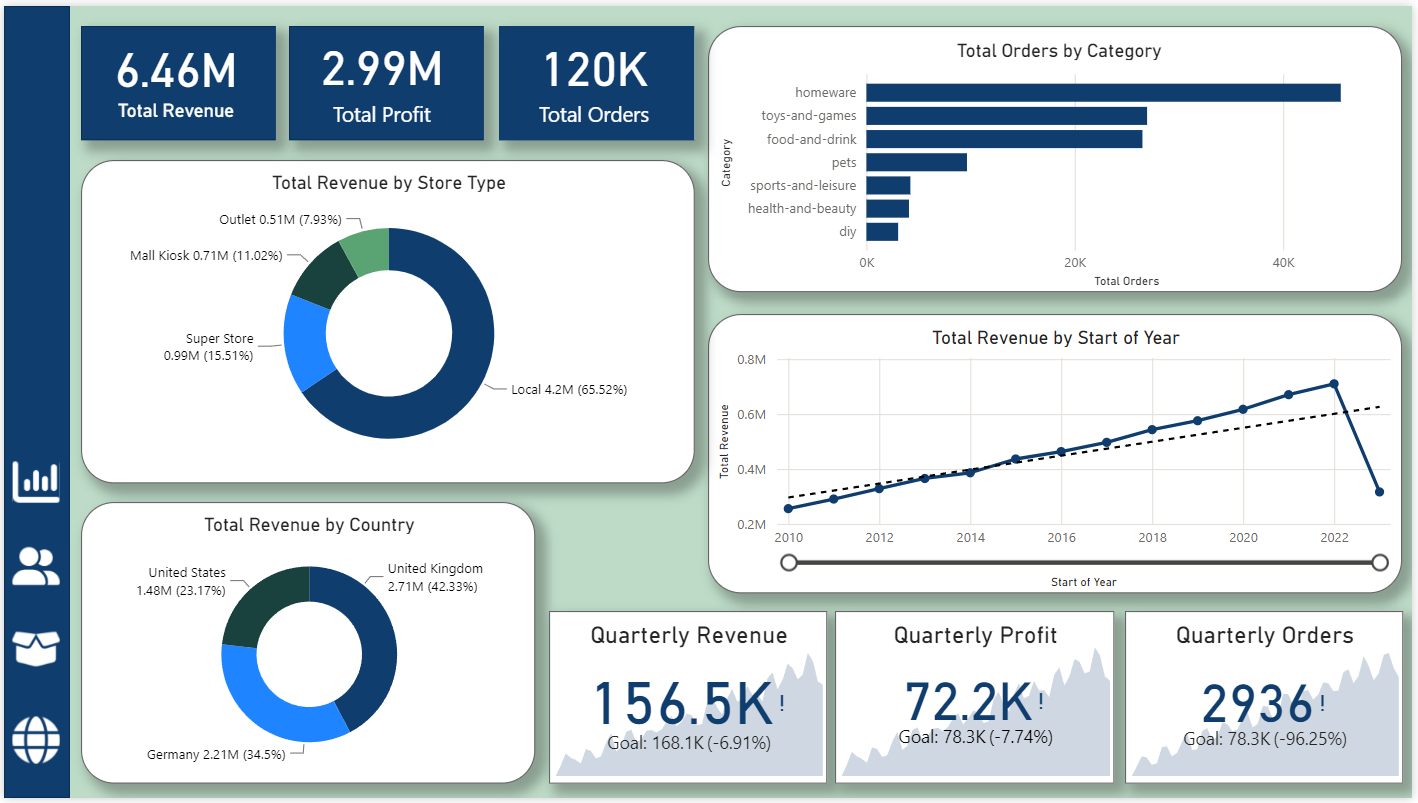 6.46M
Total Revenue
2.99M
Total Profit
120K
Total Orders
Total Revenue by Store Type
Outlet 0.51M (7.93%)
Mall Kiosk 0.71M (11.02%)
Super Store
0.99M (15.51%)
Local 4.2M (65.52%)
Total Revenue by Country
United States
1.48M (23.17%)
United Kingdom
2.71M (42.33%)
Germany 2.21M (34.5%)
Total Orders by Category
Category
homeware
toys-and-games
food-and-drink
pets
sports-and-leisure
health-and-beauty
diy
0K 20K 40K
Total Orders
Total Revenue by Start of Year
Total Revenue
0.8M
0.6M
0.4M
0.2M
2010 2012 2014 2016 2018 2020 2022
Start of Year
Quarterly Revenue
156.5K!
Goal: 168.1K (-6.91%)
Quarterly Profit
72.2K!
Goal: 78.3K (-7.74%)
Quarterly Orders
2936!
Goal: 78.3K (-96.25%)